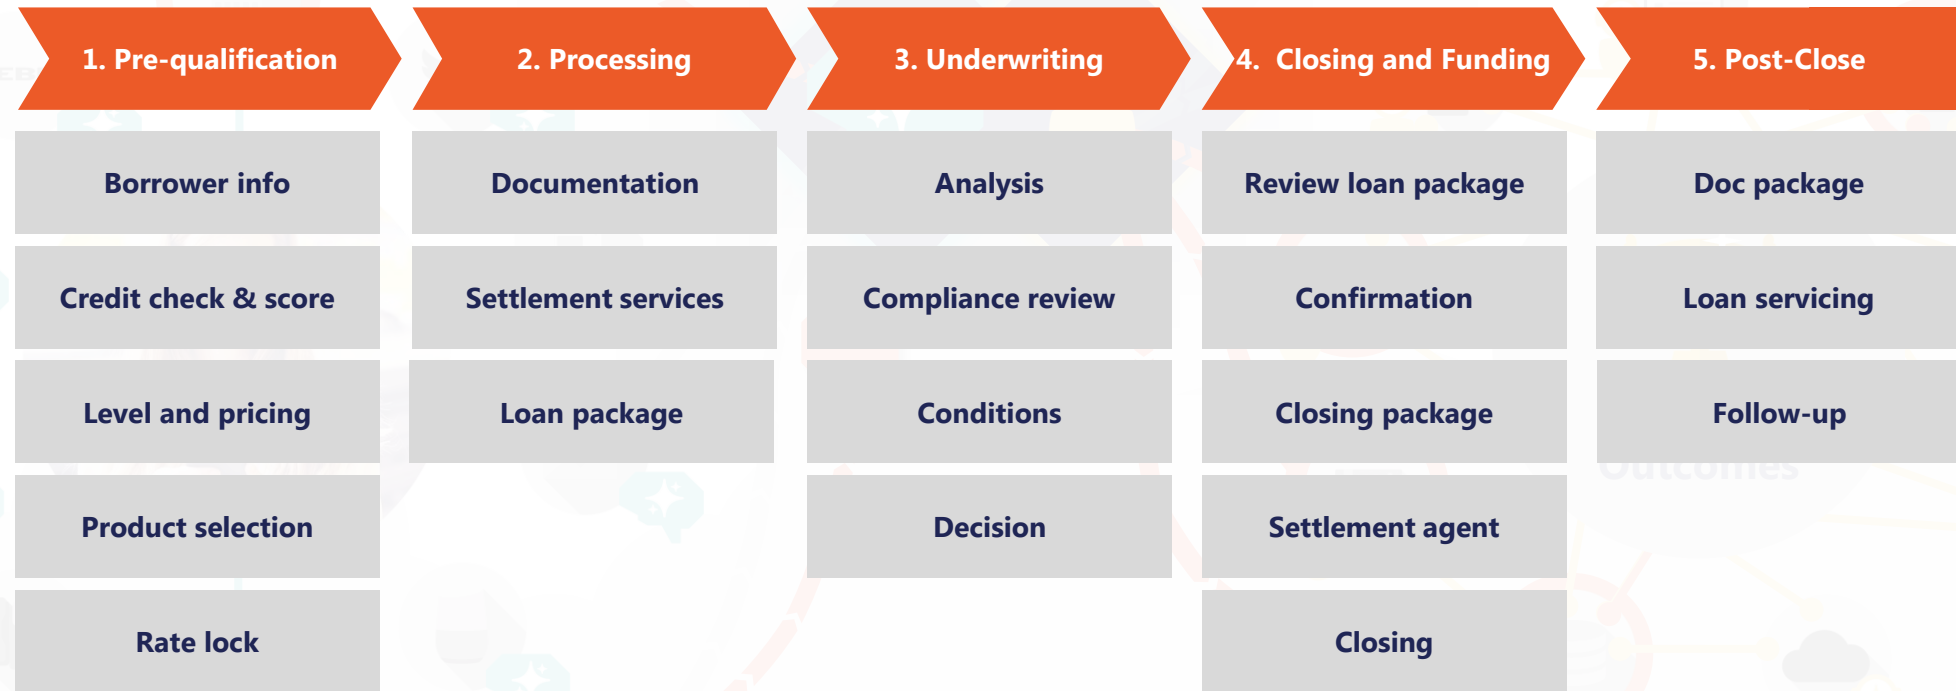 1. Pre-qualification
Borrower info
Credit check & score
Level and pricing
Product selection
Rate lock
2. Processing
Documentation
Settlement services
Loan package
3. Underwriting
Analysis
Compliance review
Conditions
Decision
4. Closing and Funding
Review loan package
Confirmation
Closing package
Settlement agent
Closing
5. Post-Close
Doc package
Loan servicing
Follow-up
Outcomes